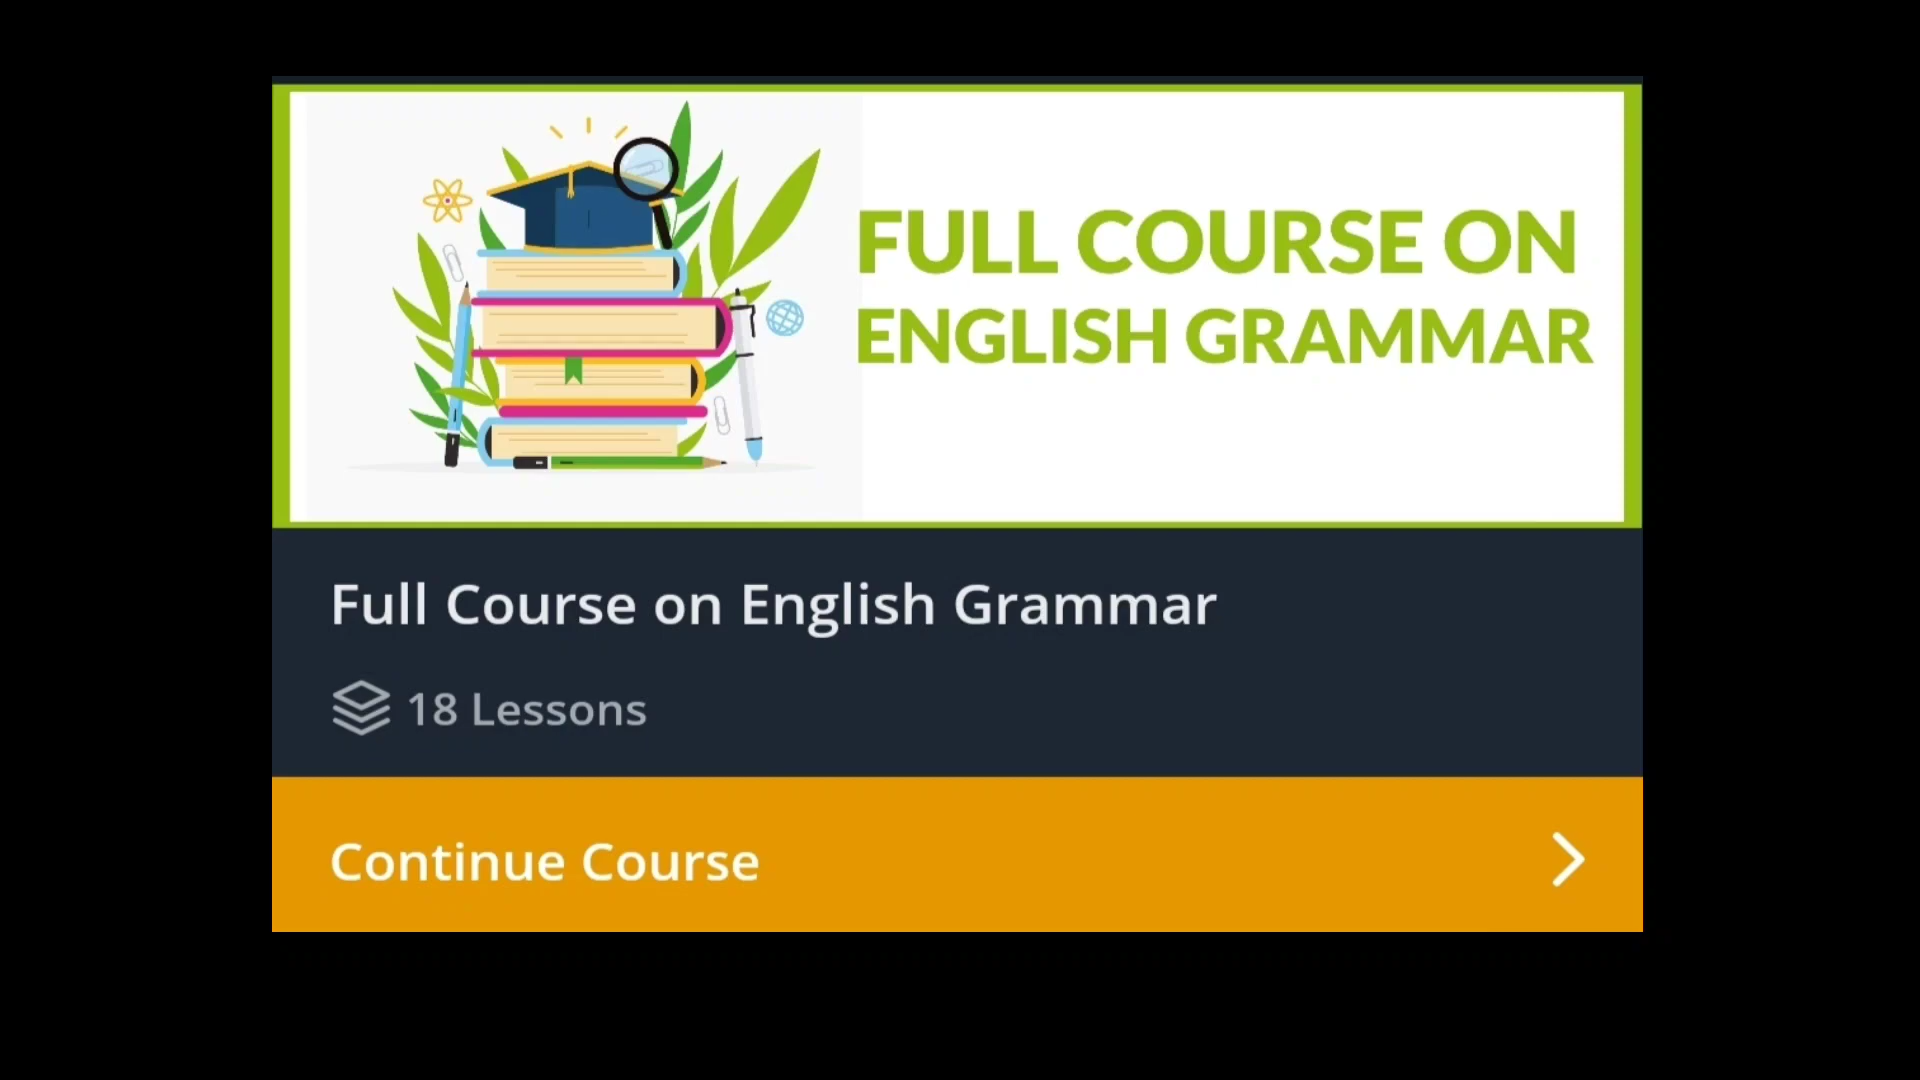 FULL COURSE ON
ENGLISH GRAMMAR
Full Course on English Grammar
18 Lessons
Continue Course